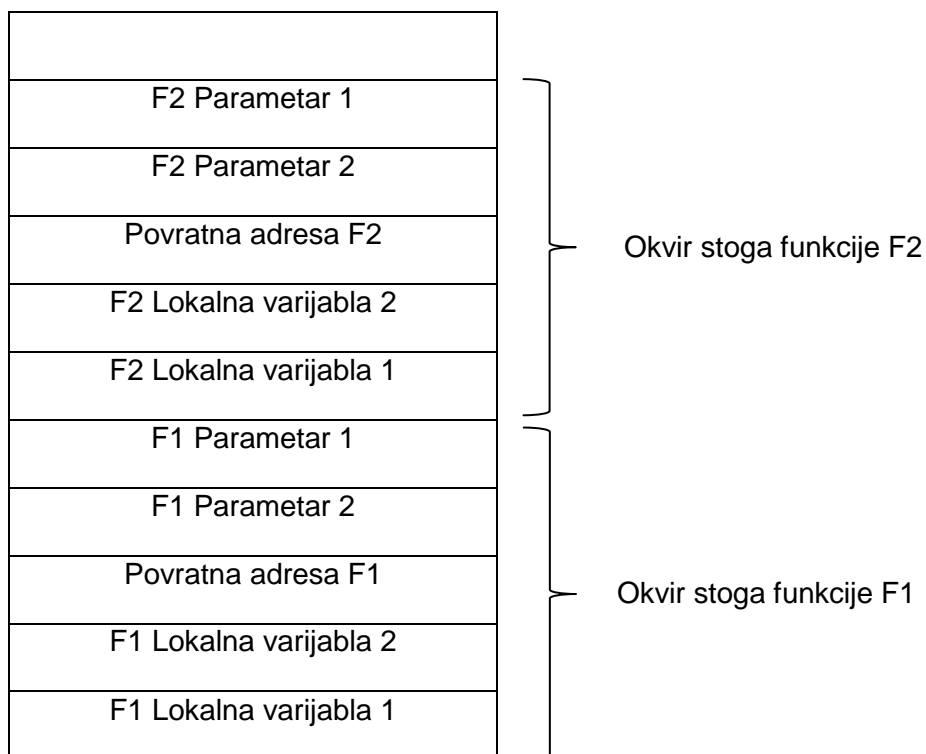 F2 Parametar 1
F2 Parametar 2
Povratna adresa F2
Okvir stoga funkcije F2
F2 Lokalna varijabla 2
F2 Lokalna varijabla 1
F1 Parametar 1
F1 Parametar 2
Povratna adresa F1
Okvir stoga funkcije F1
F1 Lokalna varijabla 2
F1 Lokalna varijabla 1